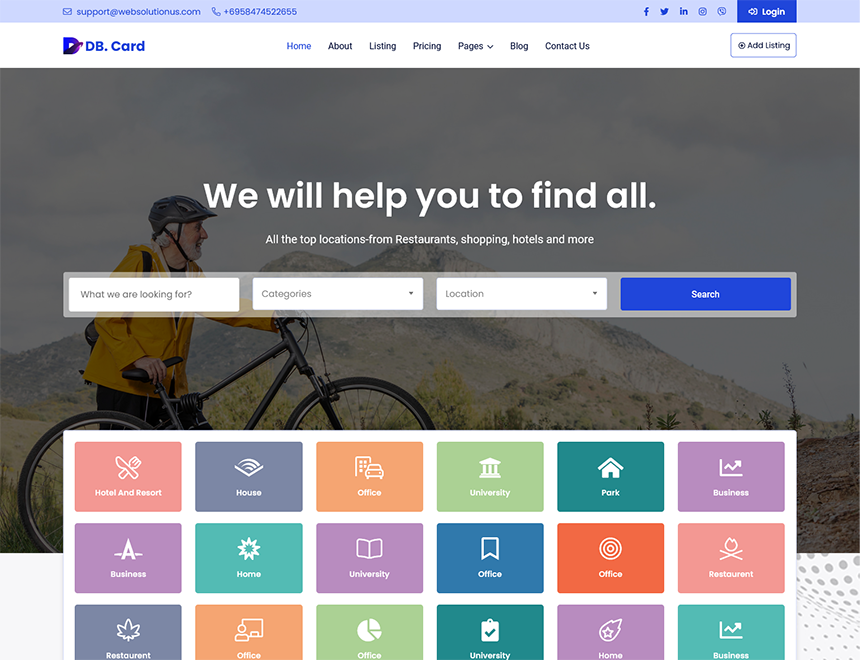 support@websolutionus.com +6958474522655 Login
DB. Card Home About Listing Pricing Pages Blog Contact Us Add Listing
We will help you to find all.
All the top locations-from Restaurants, shopping, hotels and more
What we are looking for? Categories Location Search
Hotel And Resort House Office University Park Business
Business Home University Office Office Restaurent
Restaurent Office Office University Home Business